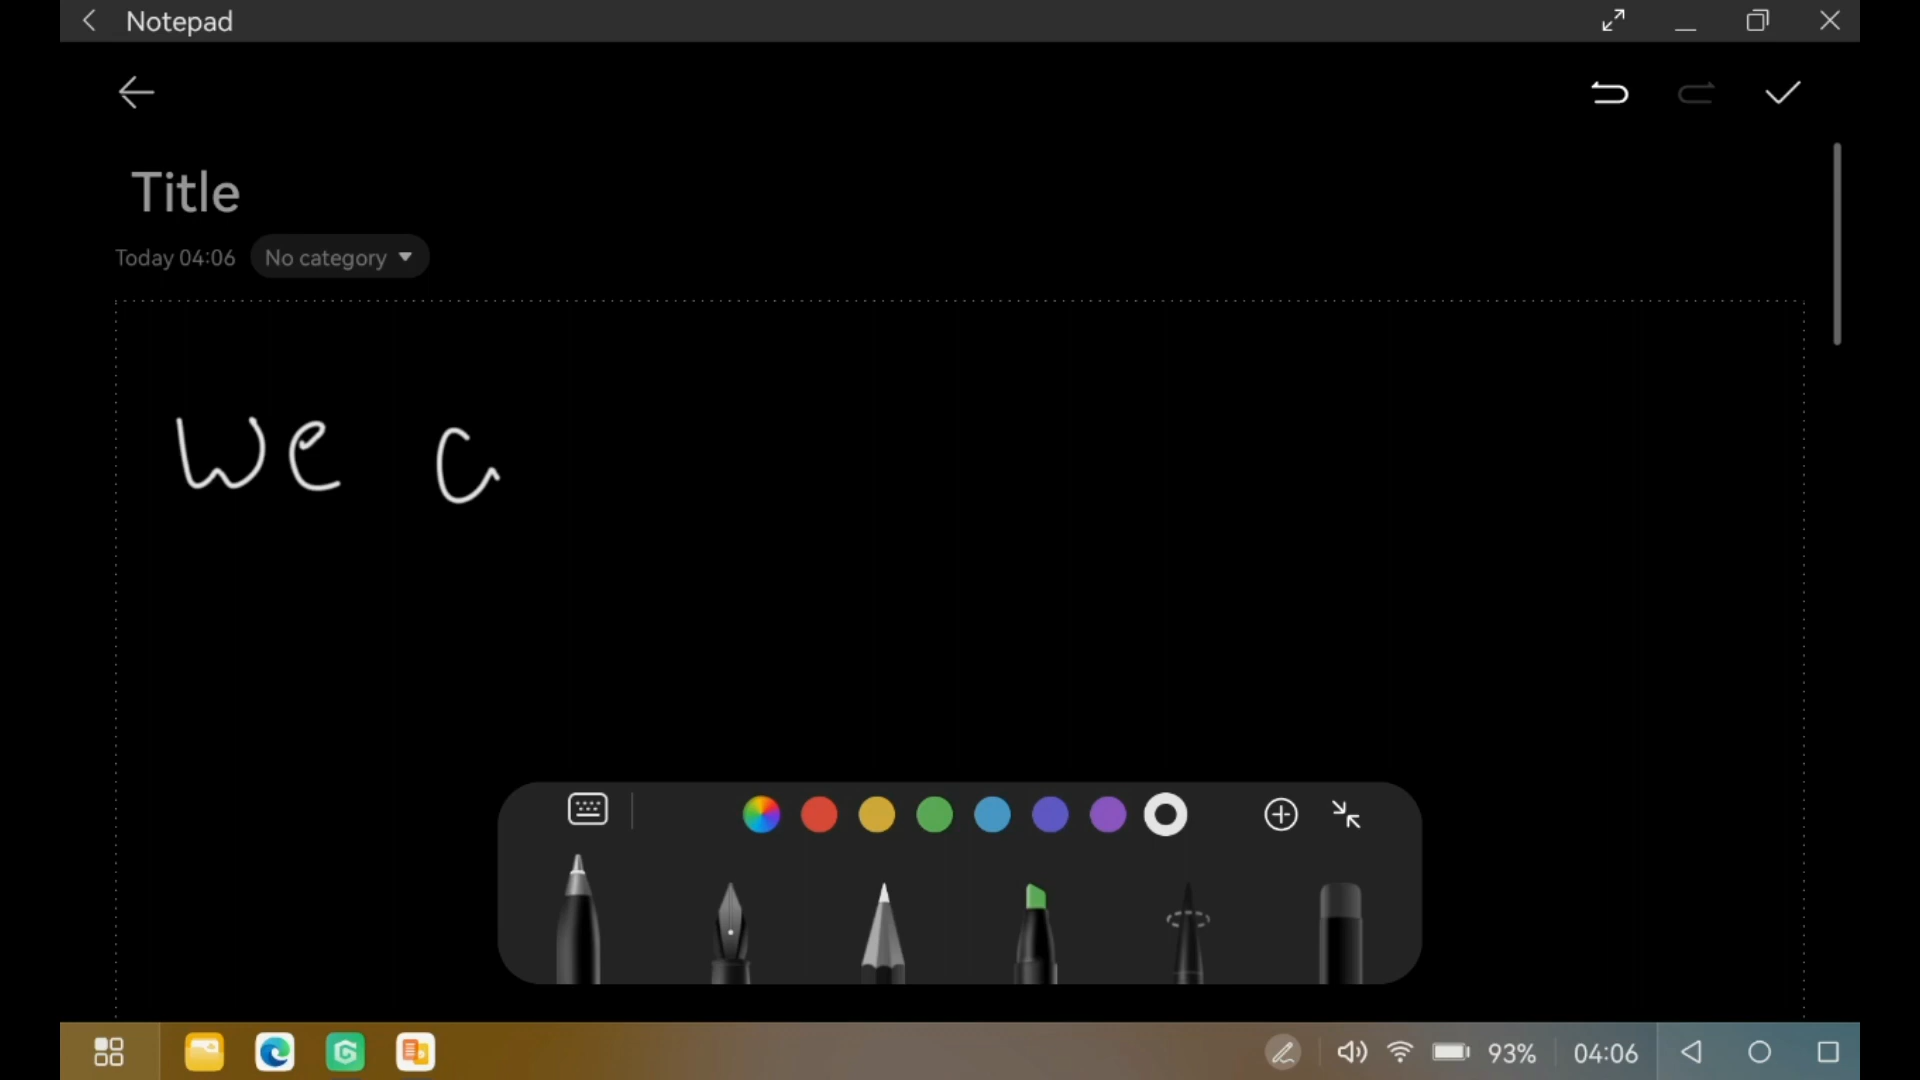 Notepad
Title
Today 04:06 No category
We a
93% 04:06